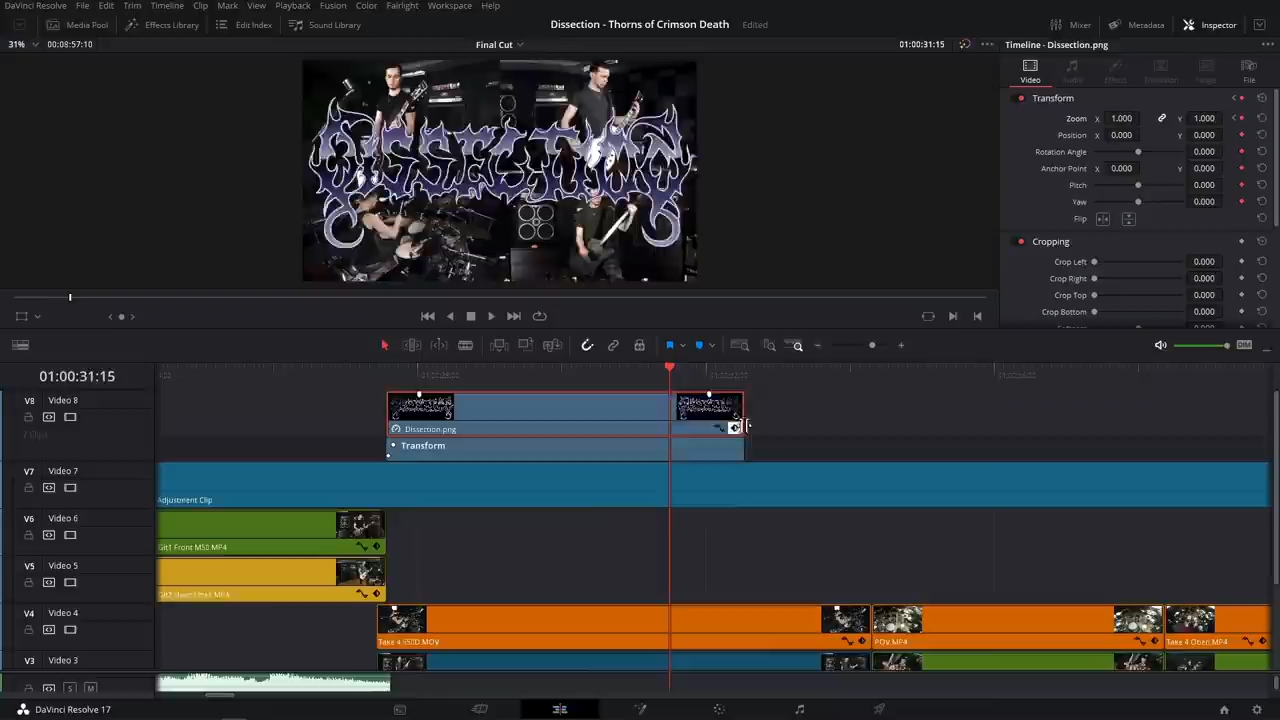 DaVinci Resolve File Edit Trim Timeline Clip Mark View Playback Fusion Color Fairlight Workspace Help
Media Pool Effects Library Edit Index Sound Library Dissection - Thorns of Crimson Death Edited Mixer Metadata Inspector
31% 00:08:57:10 Final Cut 01:00:31:15 Timeline - Dissection.png
Video Audio Effects Transition Image File
Transform
Zoom X 1.000 Y 1.000
Position X 0.000 Y 0.000
Rotation Angle 0.000
Anchor Point X 0.000 Y 0.000
Pitch 0.000
Yaw 0.000
Flip
Cropping
Crop Left 0.000
Crop Right 0.000
Crop Top 0.000
Crop Bottom 0.000
DISSECTION
DIM
01:00:31:15
V8 Video 8
Dissection.png
Transform
V7 Video 7
Adjustment Clip
V6 Video 6
V5 Video 5
V4 Video 4
POV.MP4
V3 Video 3
S M
DaVinci Resolve 17